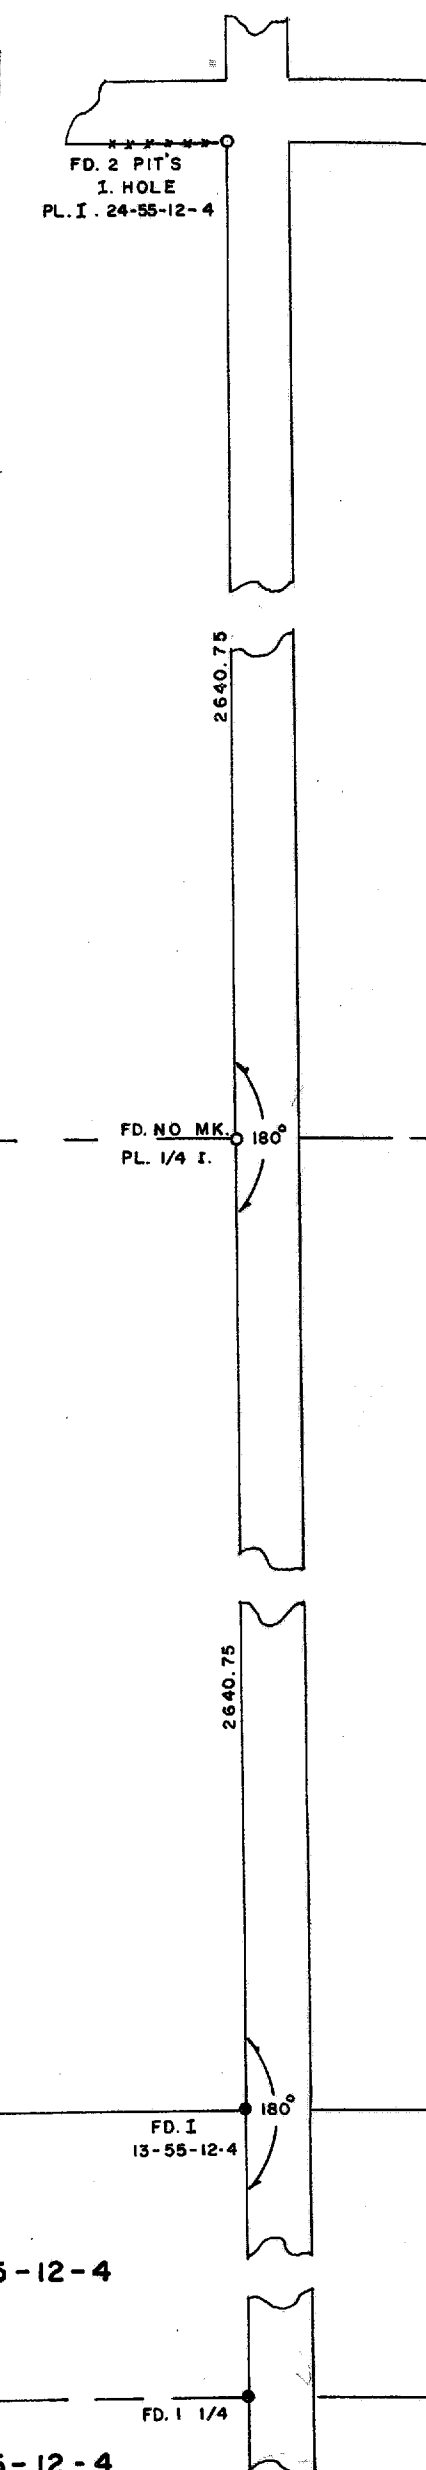 FD. 2 PIT'S
I. HOLE
PL. I. 24-55-12-4
2640.75
FD. NO MK.
180°
PL. 1/4 I.
2640.75
180°
FD. I
13-55-12-4
5-12-4
FD. I 1/4
5-12-4